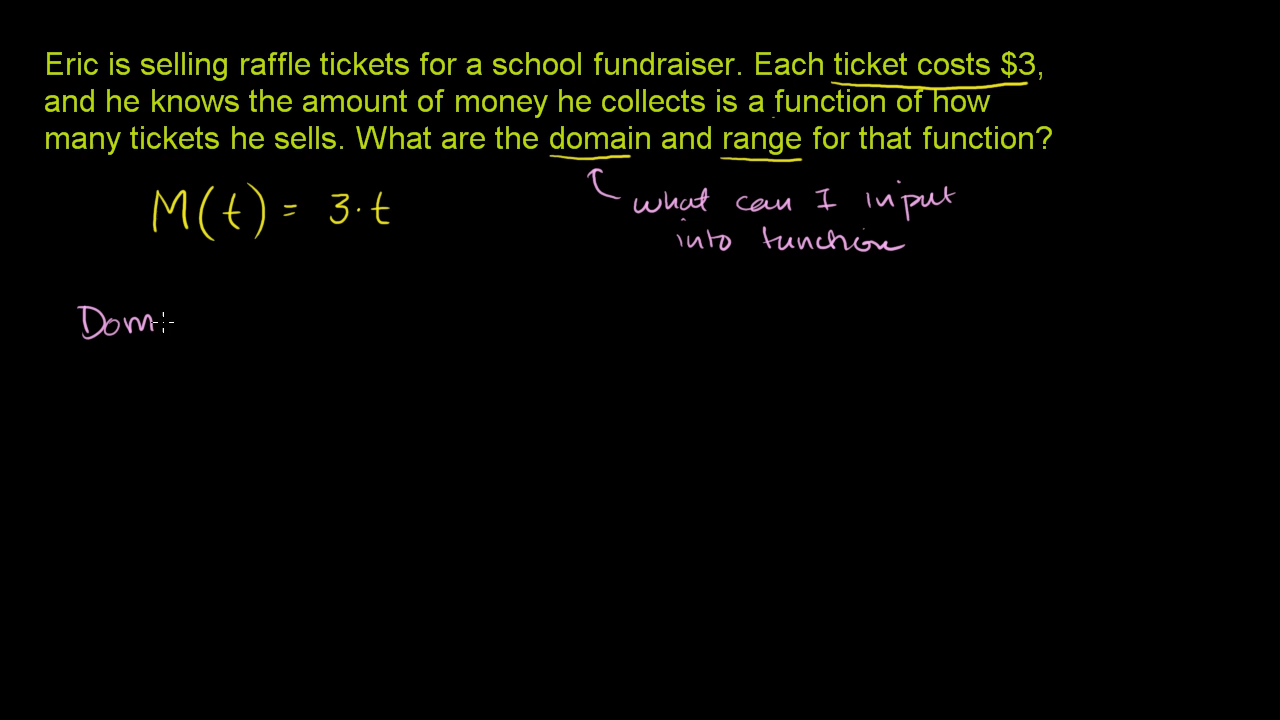 Eric is selling raffle tickets for a school fundraiser. Each ticket costs $3,
and he knows the amount of money he collects is a function of how
many tickets he sells. What are the domain and range for that function?
M(t) = 3·t
what can I input
into function
Dom